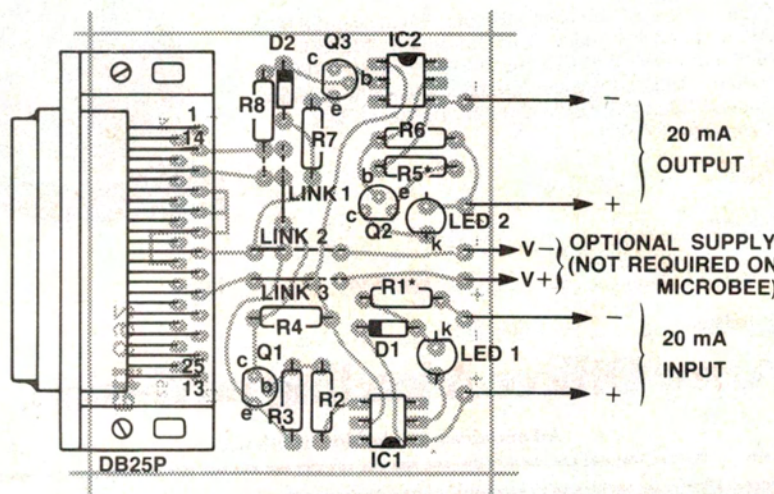 D2
Q3
IC2
c
b
e
R8
R7
1
14
R6
R5*
b
e
c
Q2
LED 2
k
LINK 1
LINK 2
LINK 3
− 
20 mA
OUTPUT
+
V−
V+
OPTIONAL SUPPLY
(NOT REQUIRED ON
MICROBEE)
R1*
R4
D1
k
LED 1
−
20 mA
INPUT
+
Q1
c
b
e
R3
R2
IC1
25
13
DB25P